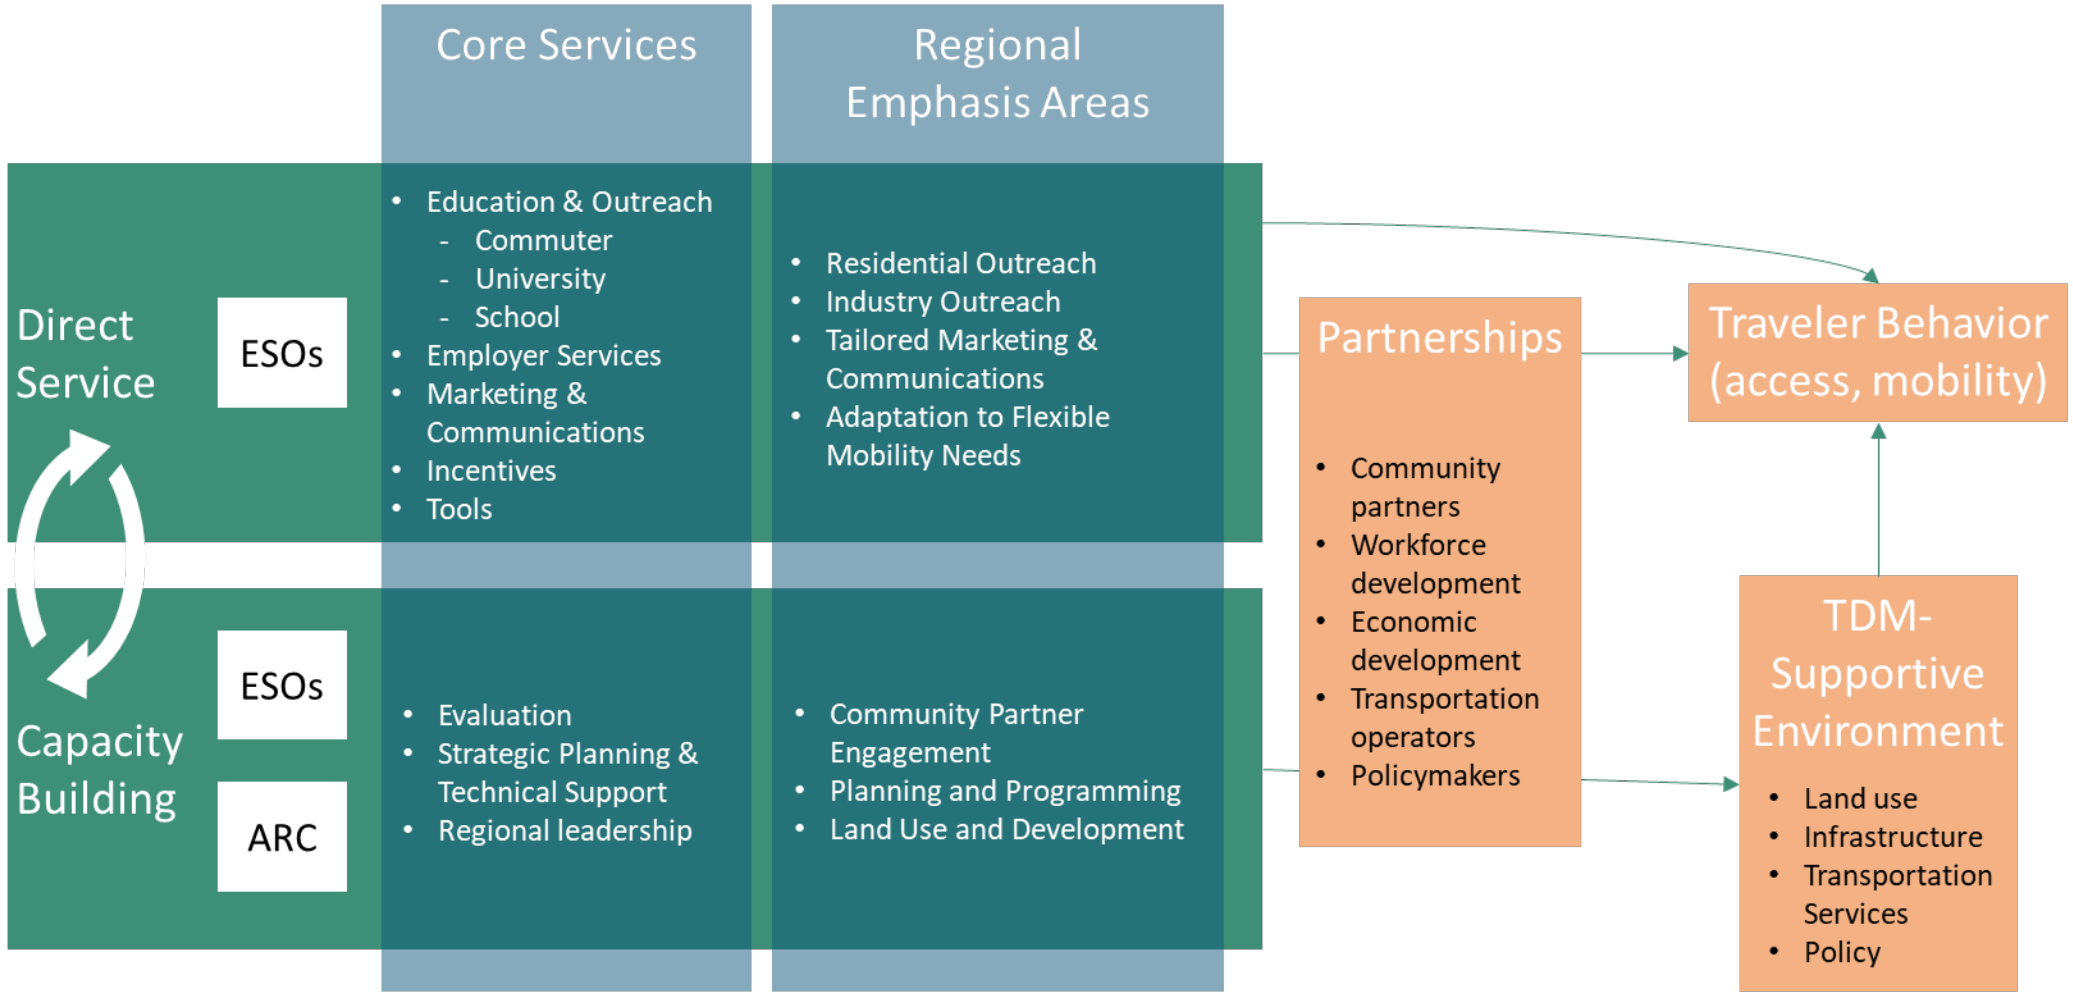 Core Services
Regional
Emphasis Areas
Direct
Service
ESOs
• Education & Outreach
- Commuter
- University
- School
• Employer Services
• Marketing &
Communications
• Incentives
• Tools
• Residential Outreach
• Industry Outreach
• Tailored Marketing &
Communications
• Adaptation to Flexible
Mobility Needs
Capacity
Building
ESOs
ARC
• Evaluation
• Strategic Planning &
Technical Support
• Regional leadership
• Community Partner
Engagement
• Planning and Programming
• Land Use and Development
Partnerships
• Community
partners
• Workforce
development
• Economic
development
• Transportation
operators
• Policymakers
Traveler Behavior
(access, mobility)
TDM-
Supportive
Environment
• Land use
• Infrastructure
• Transportation
Services
• Policy